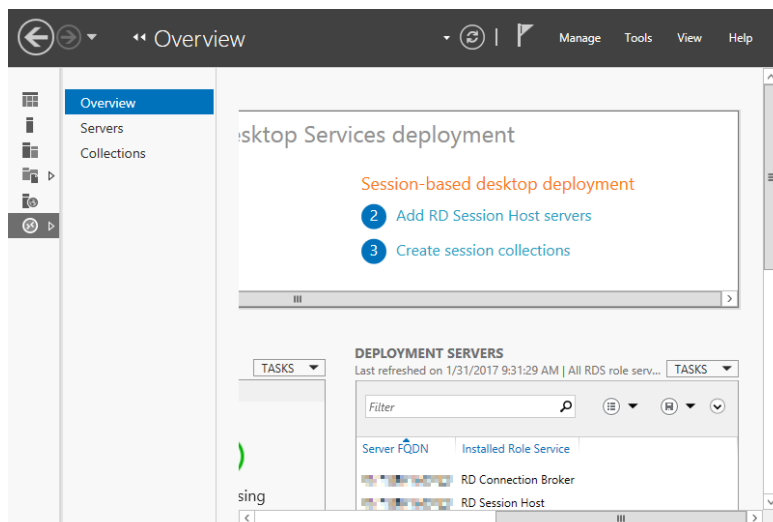 Overview
Manage Tools View Help
Overview
Servers
Collections
esktop Services deployment
Session-based desktop deployment
2 Add RD Session Host servers
3 Create session collections
TASKS
sing
DEPLOYMENT SERVERS
Last refreshed on 1/31/2017 9:31:29 AM | All RDS role serv...
TASKS
Filter
Server FQDN Installed Role Service
RD Connection Broker
RD Session Host